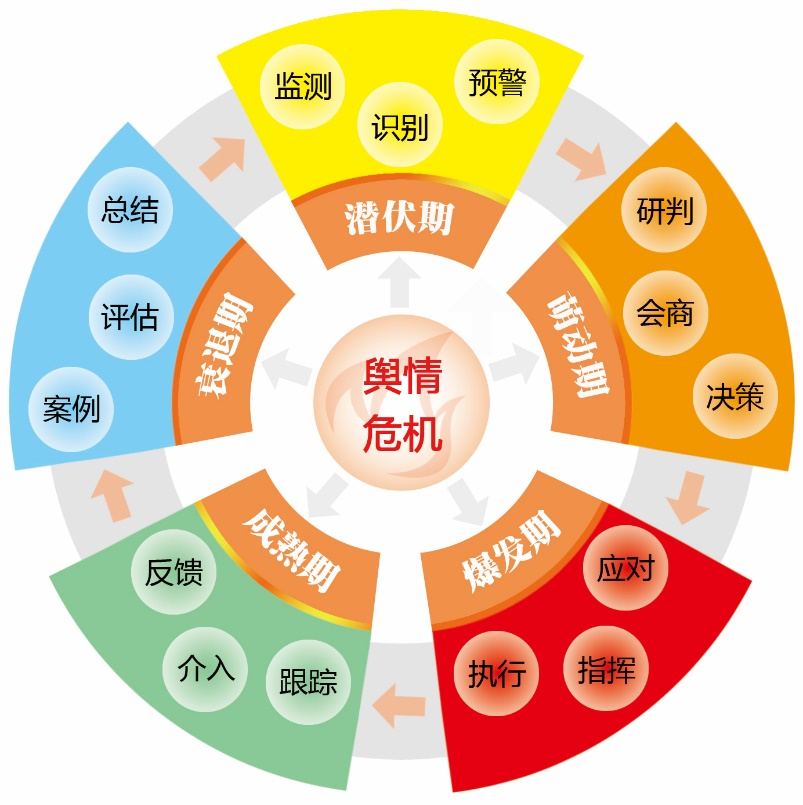 舆情
危机
潜伏期
监测
识别
预警
萌动期
研判
会商
决策
爆发期
应对
指挥
执行
成熟期
跟踪
介入
反馈
衰退期
案例
评估
总结